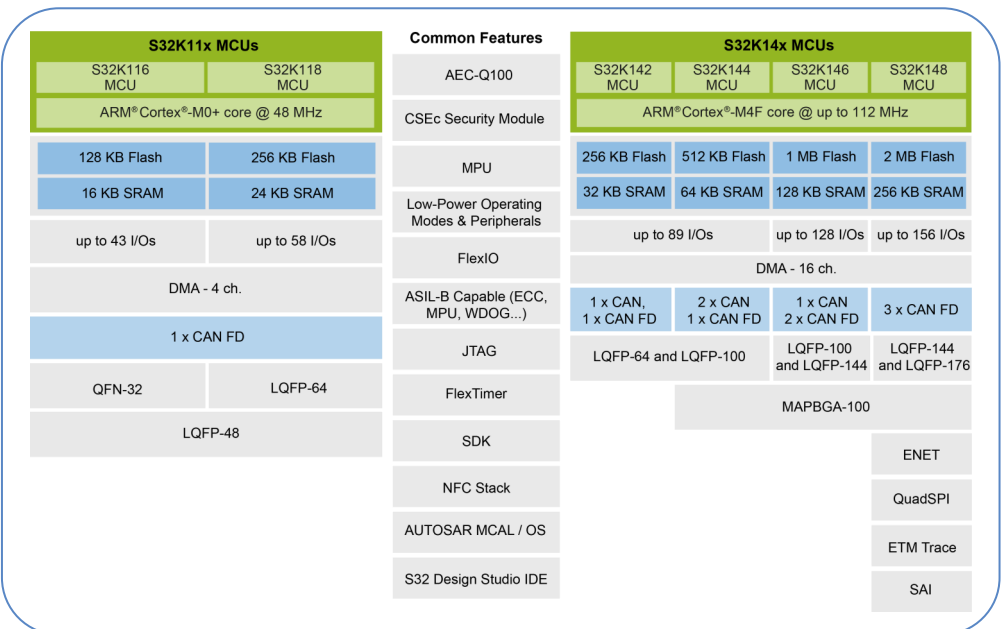 S32K11x MCUs
S32K116
MCU
S32K118
MCU
ARM®Cortex®-M0+ core @ 48 MHz
128 KB Flash
256 KB Flash
16 KB SRAM
24 KB SRAM
up to 43 I/Os
up to 58 I/Os
DMA - 4 ch.
1 x CAN FD
QFN-32
LQFP-64
LQFP-48
Common Features
AEC-Q100
CSEc Security Module
MPU
Low-Power Operating
Modes & Peripherals
FlexIO
ASIL-B Capable (ECC,
MPU, WDOG...)
JTAG
FlexTimer
SDK
NFC Stack
AUTOSAR MCAL / OS
S32 Design Studio IDE
S32K14x MCUs
S32K142
MCU
S32K144
MCU
S32K146
MCU
S32K148
MCU
ARM®Cortex®-M4F core @ up to 112 MHz
256 KB Flash
512 KB Flash
1 MB Flash
2 MB Flash
32 KB SRAM
64 KB SRAM
128 KB SRAM
256 KB SRAM
up to 89 I/Os
up to 128 I/Os
up to 156 I/Os
DMA - 16 ch.
1 x CAN,
1 x CAN FD
2 x CAN
1 x CAN FD
1 x CAN
2 x CAN FD
3 x CAN FD
LQFP-64 and LQFP-100
LQFP-100
and LQFP-144
LQFP-144
and LQFP-176
MAPBGA-100
ENET
QuadSPI
ETM Trace
SAI